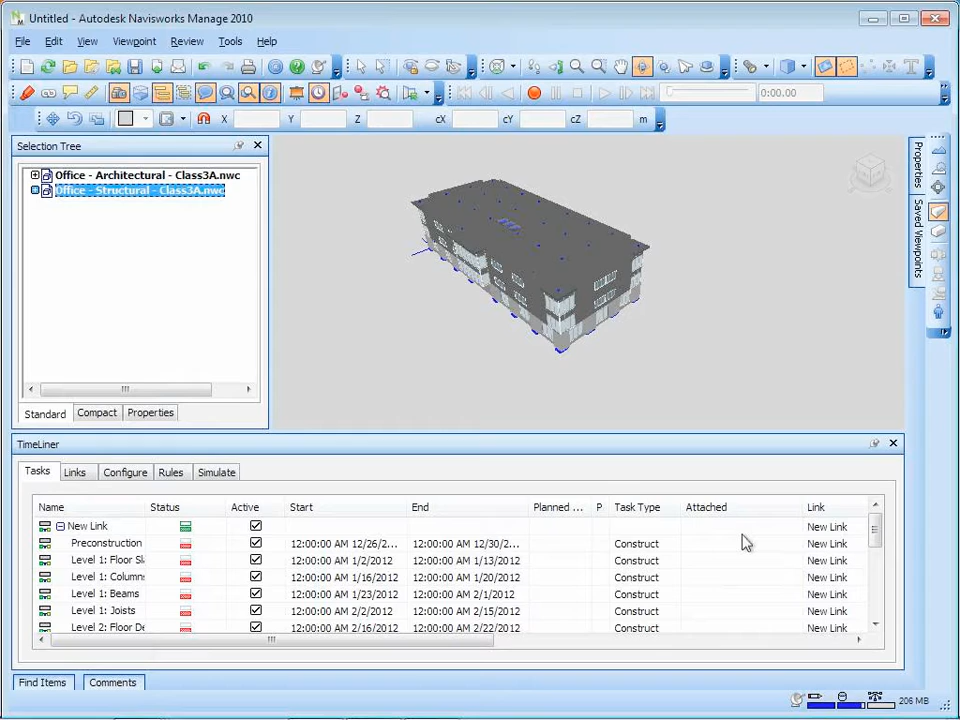 Untitled - Autodesk Navisworks Manage 2010
File Edit View Viewpoint Review Tools Help
0:00.00
X Y Z cX cY cZ m
Selection Tree
Office - Architectural - Class3A.nwc
Office - Structural - Class3A.nwc
Standard Compact Properties
Properties
Saved Viewpoints
TimeLiner
Tasks Links Configure Rules Simulate
Name Status Active Start End Planned ... P Task Type Attached Link
New Link New Link
Preconstruction 12:00:00 AM 12/26/2... 12:00:00 AM 12/30/2... Construct New Link
Level 1: Floor Sl 12:00:00 AM 1/2/2012 12:00:00 AM 1/13/2012 Construct New Link
Level 1: Columns 12:00:00 AM 1/16/2012 12:00:00 AM 1/20/2012 Construct New Link
Level 1: Beams 12:00:00 AM 1/23/2012 12:00:00 AM 2/1/2012 Construct New Link
Level 1: Joists 12:00:00 AM 2/2/2012 12:00:00 AM 2/15/2012 Construct New Link
Level 2: Floor De 12:00:00 AM 2/16/2012 12:00:00 AM 2/22/2012 Construct New Link
Find Items Comments
206 MB